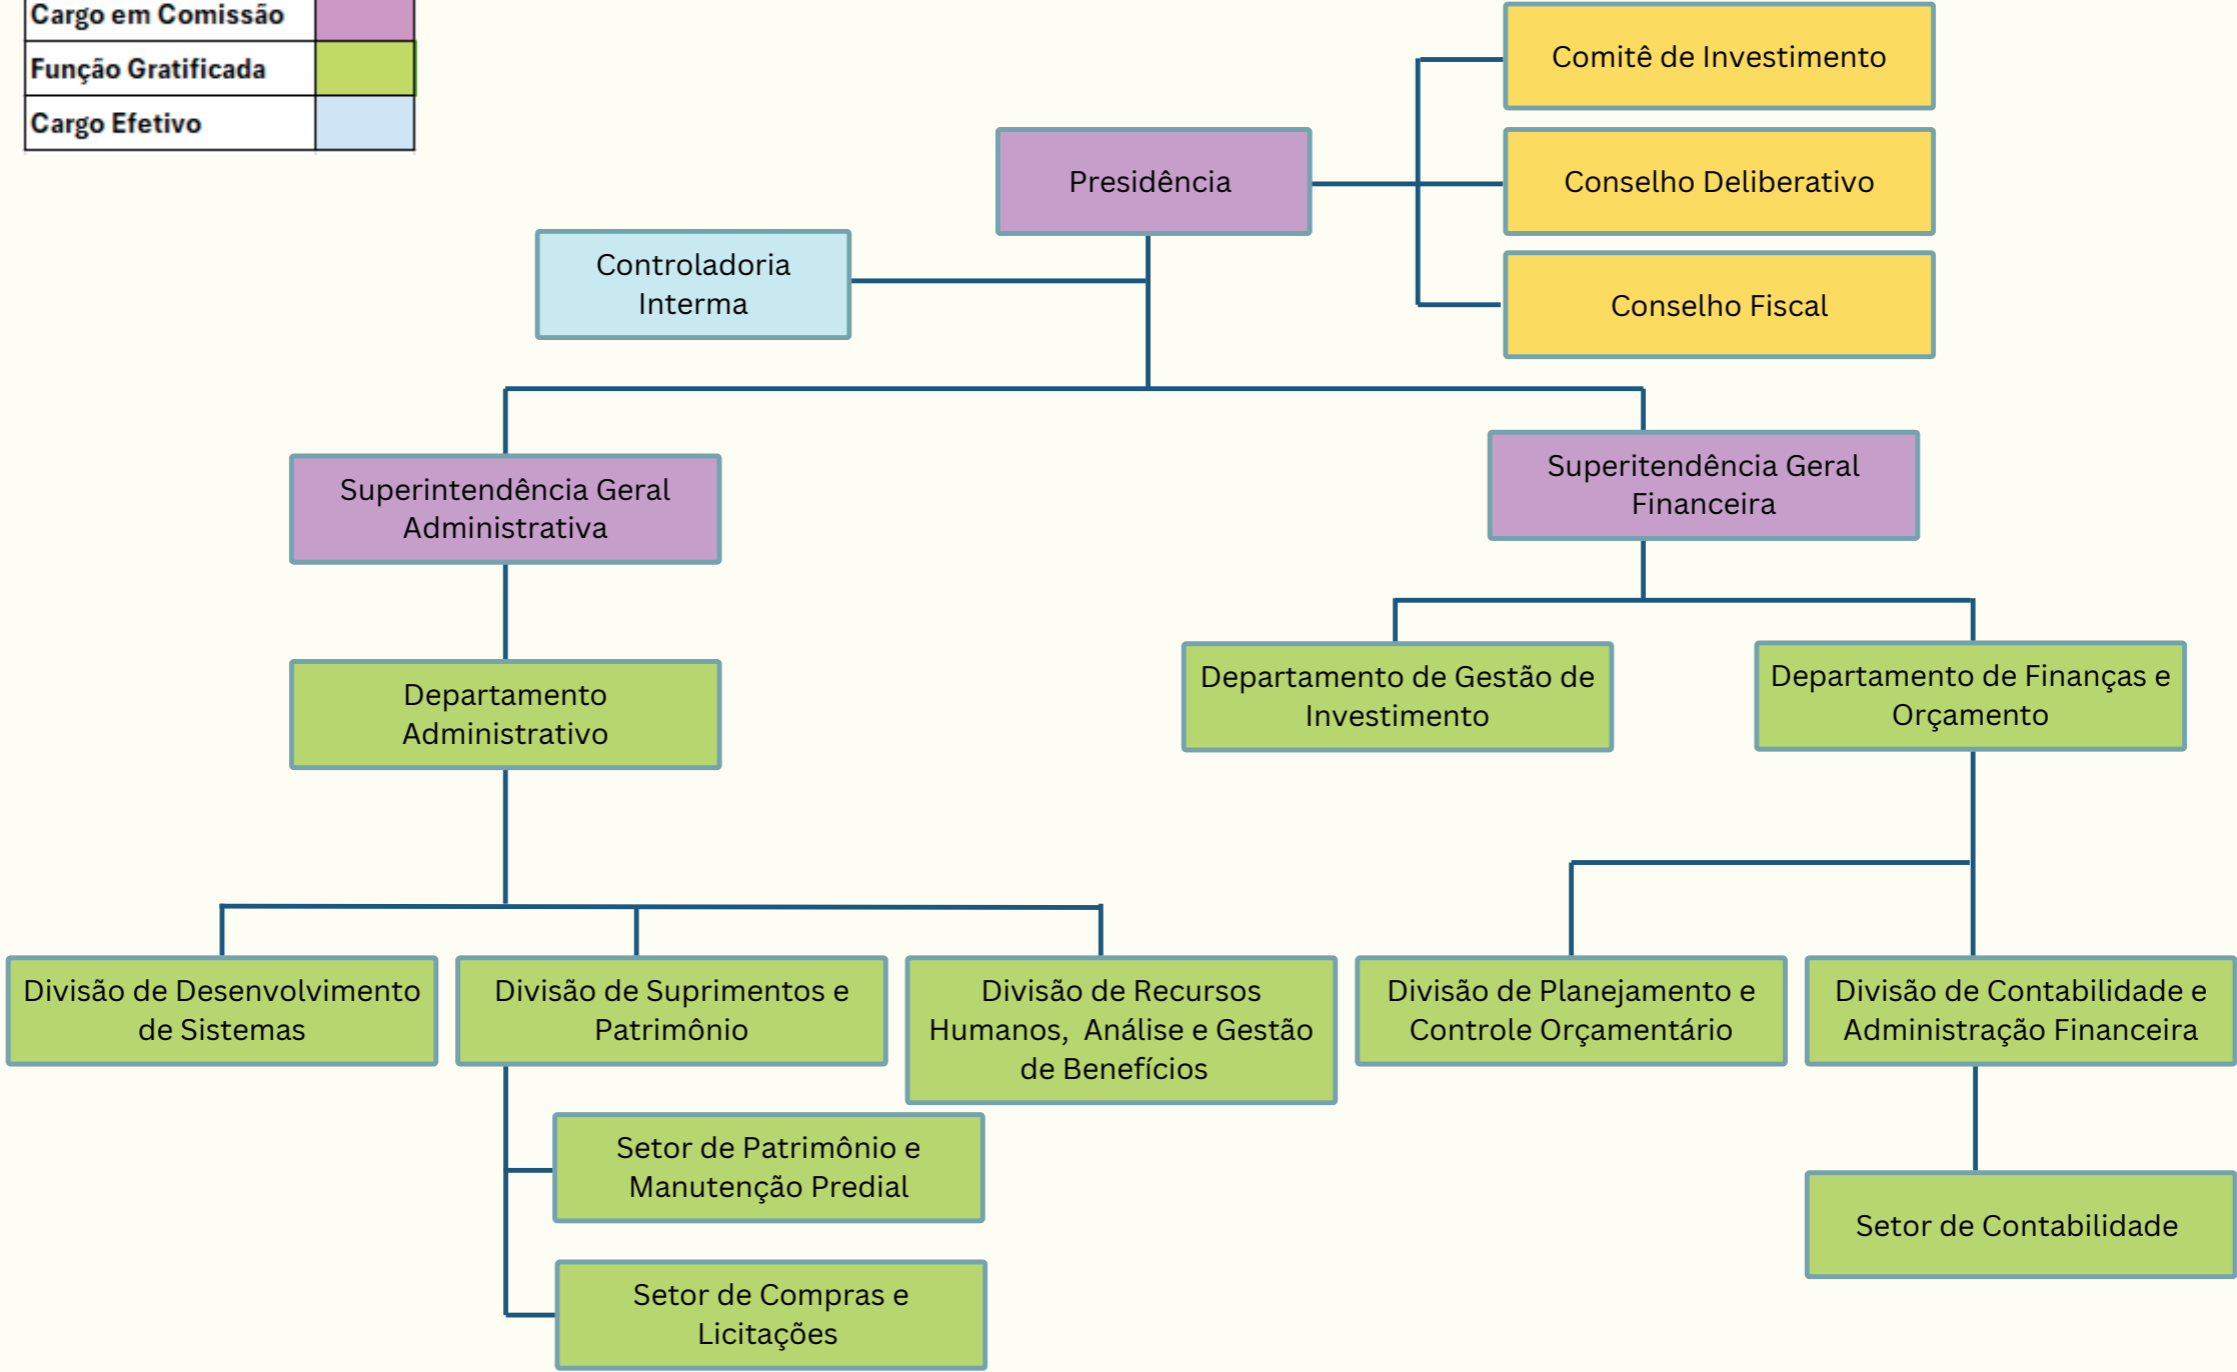 Cargo em Comissão
Função Gratificada
Cargo Efetivo
Comitê de Investimento
Presidência
Conselho Deliberativo
Controladoria
Interma
Conselho Fiscal
Superintendência Geral
Administrativa
Superitendência Geral
Financeira
Departamento
Administrativo
Departamento de Gestão de
Investimento
Departamento de Finanças e
Orçamento
Divisão de Desenvolvimento
de Sistemas
Divisão de Suprimentos e
Patrimônio
Divisão de Recursos
Humanos,  Análise e Gestão
de Benefícios
Divisão de Planejamento e
Controle Orçamentário
Divisão de Contabilidade e
Administração Financeira
Setor de Patrimônio e
Manutenção Predial
Setor de Compras e
Licitações
Setor de Contabilidade